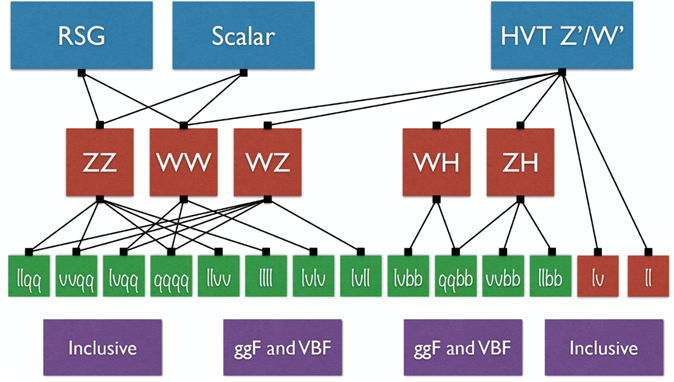 RSG Scalar HVT Z’/W’
ZZ WW WZ WH ZH
llqq ννqq lνqq qqqq llνν llll lνlν lνll lνbb qqbb ννbb llbb lν ll
Inclusive ggF and VBF ggF and VBF Inclusive